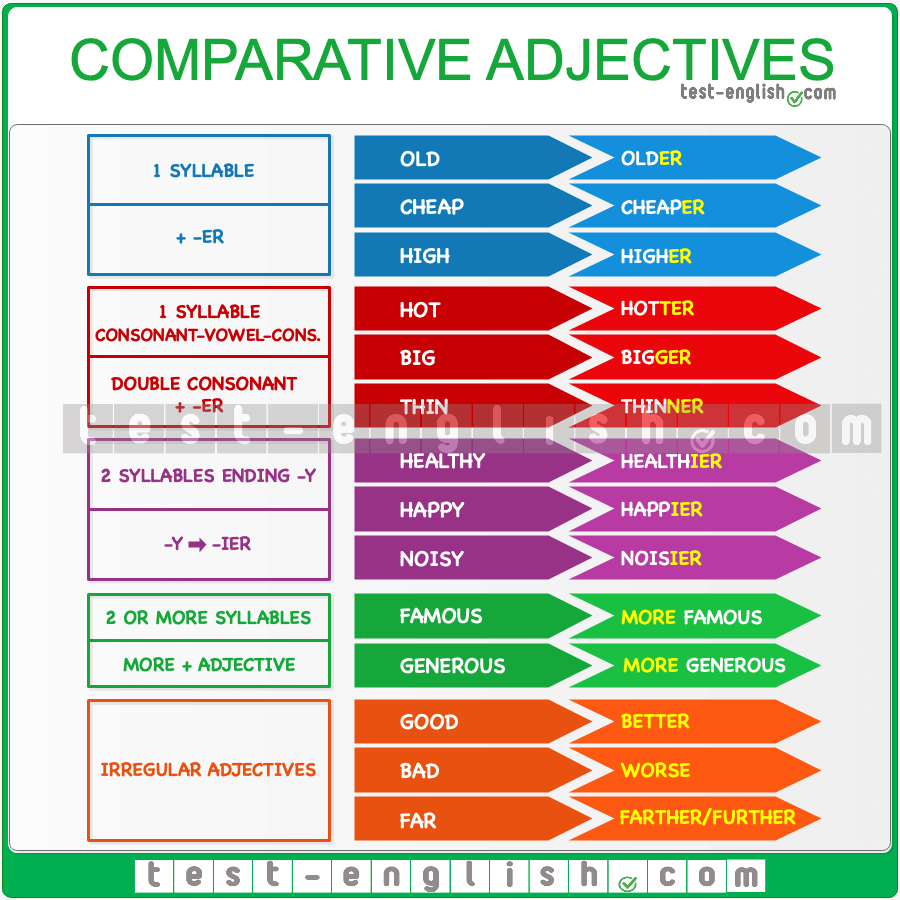 COMPARATIVE ADJECTIVES
test-english.com
1 SYLLABLE
+ -ER
OLD OLDER
CHEAP CHEAPER
HIGH HIGHER
1 SYLLABLE
CONSONANT-VOWEL-CONS.
DOUBLE CONSONANT
+ -ER
HOT HOTTER
BIG BIGGER
THIN THINNER
test-english.com
2 SYLLABLES ENDING -Y
-Y ➡ -IER
HEALTHY HEALTHIER
HAPPY HAPPIER
NOISY NOISIER
2 OR MORE SYLLABLES
MORE + ADJECTIVE
FAMOUS MORE FAMOUS
GENEROUS MORE GENEROUS
IRREGULAR ADJECTIVES
GOOD BETTER
BAD WORSE
FAR FARTHER/FURTHER
test-english.com